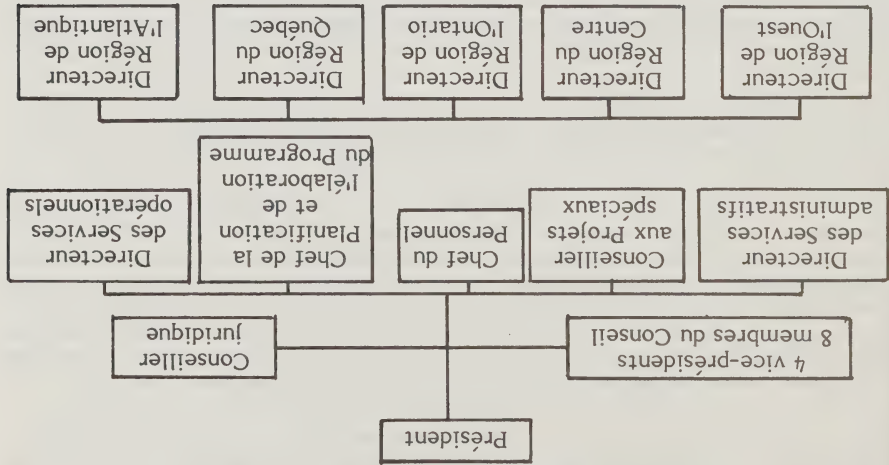 Président
4 vice-présidents
8 membres du Conseil
Conseiller
juridique
Directeur
des Services
administratifs
Conseiller
aux Projets
spéciaux
Chef du
Personnel
Chef de la
Planification
et de
l'élaboration
du Programme
Directeur
des Services
opérationnels
Directeur
Région de
l'Ouest
Directeur
Région du
Centre
Directeur
Région de
l'Ontario
Directeur
Région du
Québec
Directeur
Région de
l'Atlantique